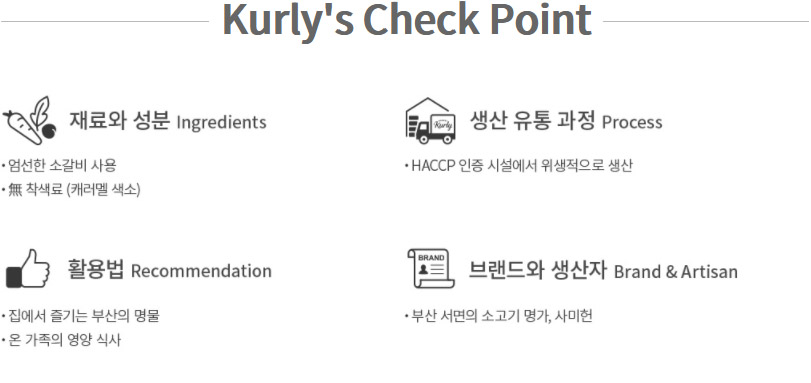 Kurly's Check Point
재료와 성분 Ingredients
• 엄선한 소갈비 사용
• 無 착색료 (캐러멜 색소)
Kurly
생산 유통 과정 Process
• HACCP 인증 시설에서 위생적으로 생산
활용법 Recommendation
• 집에서 즐기는 부산의 명물
• 온 가족의 영양 식사
BRAND
브랜드와 생산자 Brand & Artisan
• 부산 서면의 소고기 명가, 사미헌